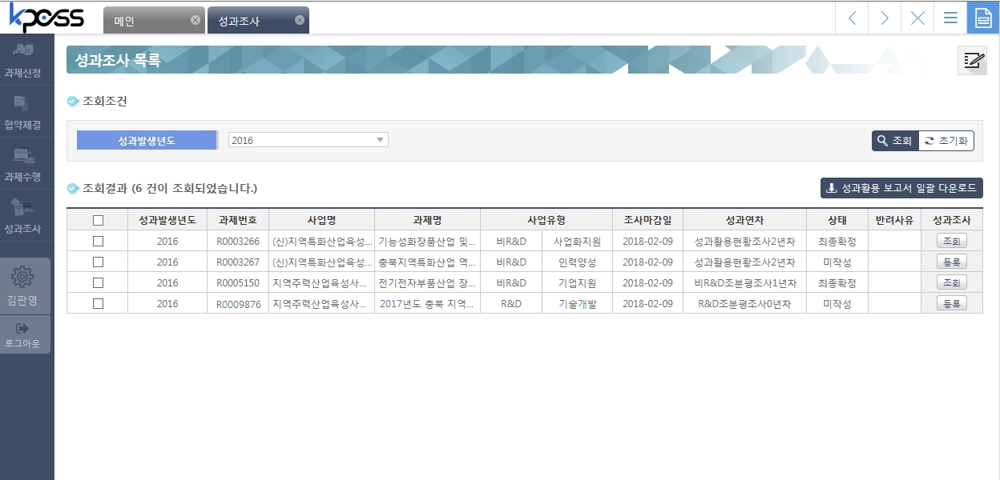 kpass
메인
성과조사
과제신청
협약체결
과제수행
성과조사
김판영
로그아웃
성과조사 목록
조회조건
성과발생년도 2016 조회 초기화
조회결과 (6 건이 조회되었습니다.) 성과활용 보고서 일괄 다운로드
성과발생년도 과제번호 사업명 과제명 사업유형 조사마감일 성과연차 상태 반려사유 성과조사
2016 R0003266 (신)지역특화산업육성... 기능성화장품산업 및... 비R&D 사업화지원 2018-02-09 성과활용현황조사2년차 최종확정 조회
2016 R0003267 (신)지역특화산업육성... 충북지역특화산업 역... 비R&D 인력양성 2018-02-09 성과활용현황조사2년차 미작성 등록
2016 R0005150 지역주력산업육성사... 전기전자부품산업 장... 비R&D 기업지원 2018-02-09 비R&D조분평조사1년차 최종확정 조회
2016 R0009876 지역주력산업육성사... 2017년도 충북 지역... R&D 기술개발 2018-02-09 R&D조분평조사0년차 미작성 등록